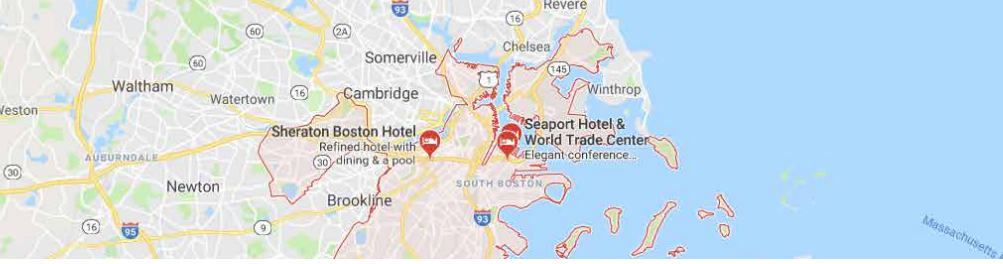 93
Revere
16
2A
60
Chelsea
Somerville
145
1
Waltham
60
Winthrop
Cambridge
Watertown
16
Seaport Hotel &
World Trade Center
Elegant conference...
Sheraton Boston Hotel
Refined hotel with
dining & a pool
AUBURNDALE
30
30
Newton
SOUTH BOSTON
Brookline
93
16
95
9
Massachusetts